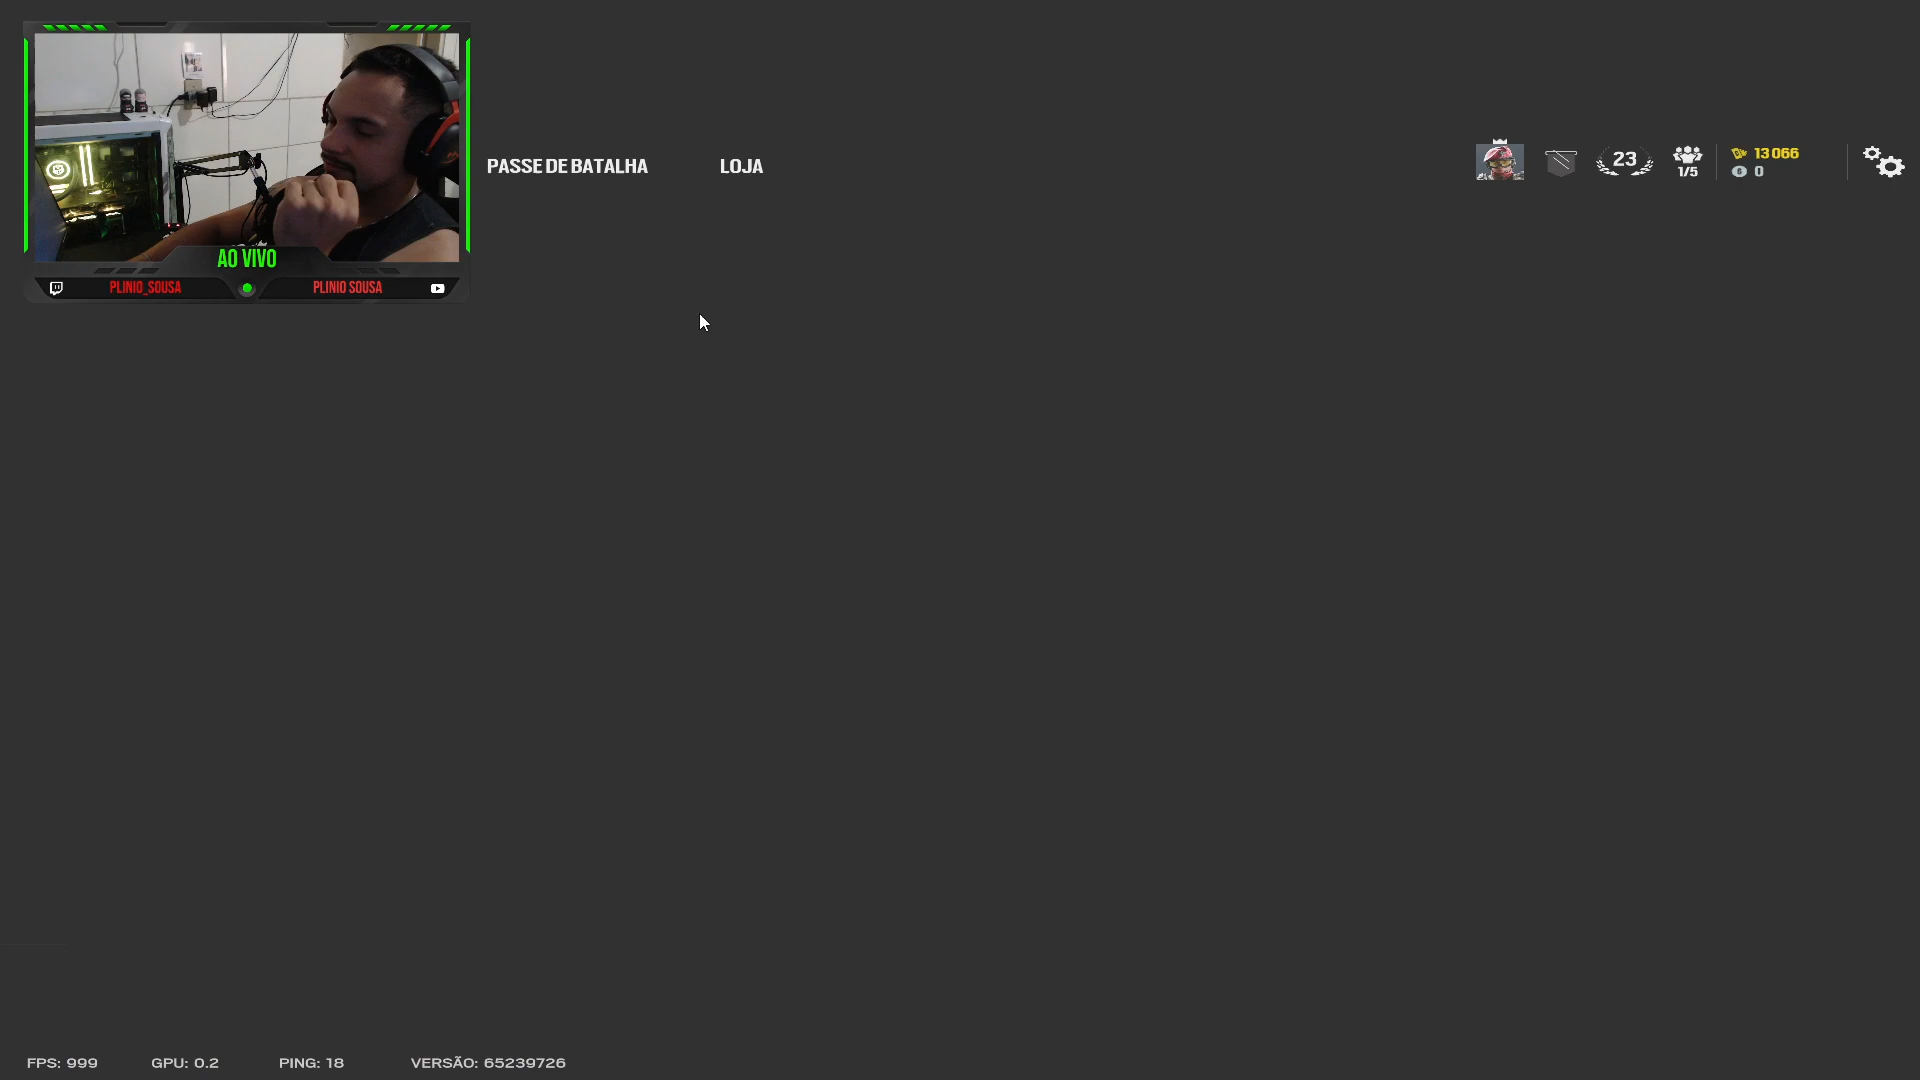 PASSE DE BATALHA
LOJA
23
1/5
13 066
0
AO VIVO
PLINIO_SOUSA
PLINIO SOUSA
FPS: 999
GPU: 0.2
PING: 18
VERSÃO: 65239726